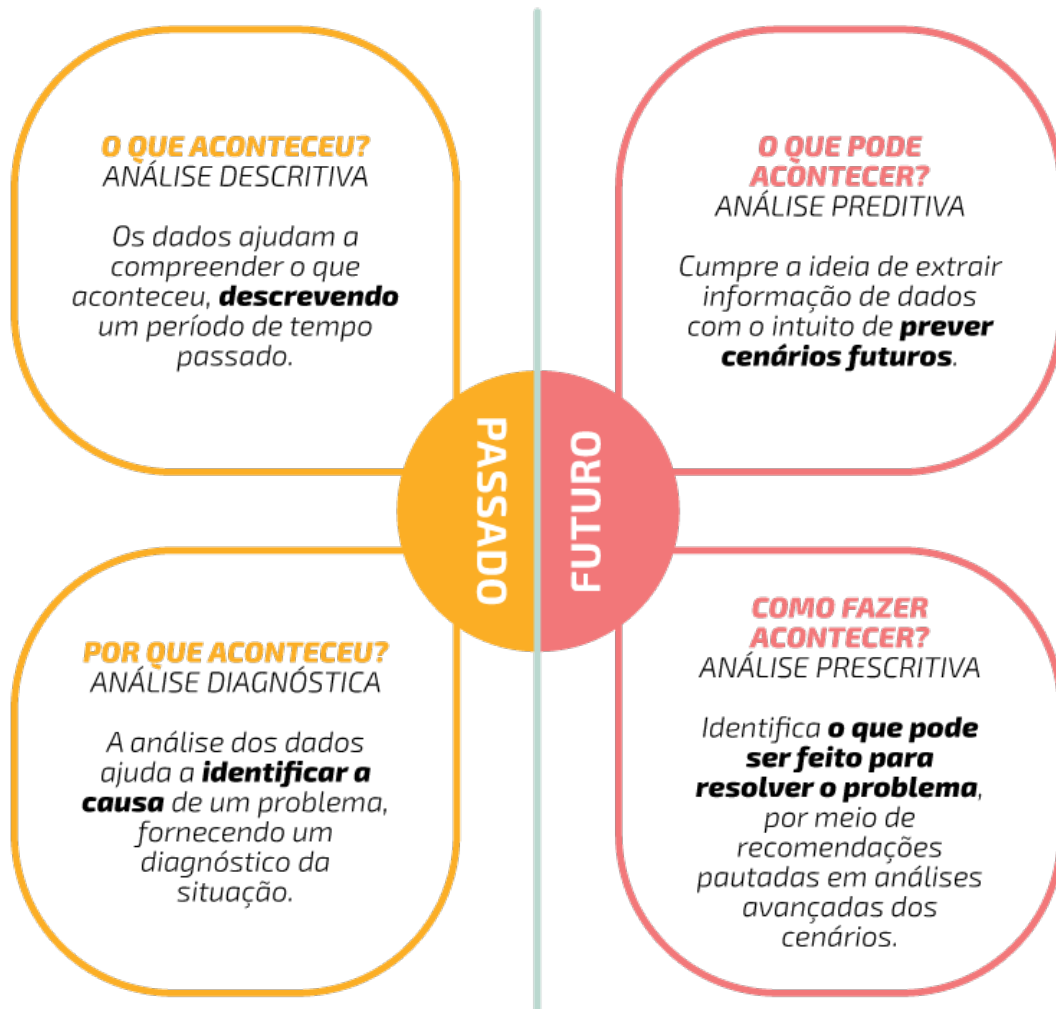 O QUE ACONTECEU?
ANÁLISE DESCRITIVA
Os dados ajudam a
compreender o que
aconteceu, descrevendo
um período de tempo
passado.
O QUE PODE
ACONTECER?
ANÁLISE PREDITIVA
Cumpre a ideia de extrair
informação de dados
com o intuito de prever
cenários futuros.
PASSADO
FUTURO
POR QUE ACONTECEU?
ANÁLISE DIAGNÓSTICA
A análise dos dados
ajuda a identificar a
causa de um problema,
fornecendo um
diagnóstico da
situação.
COMO FAZER
ACONTECER?
ANÁLISE PRESCRITIVA
Identifica o que pode
ser feito para
resolver o problema,
por meio de
recomendações
pautadas em análises
avançadas dos
cenários.